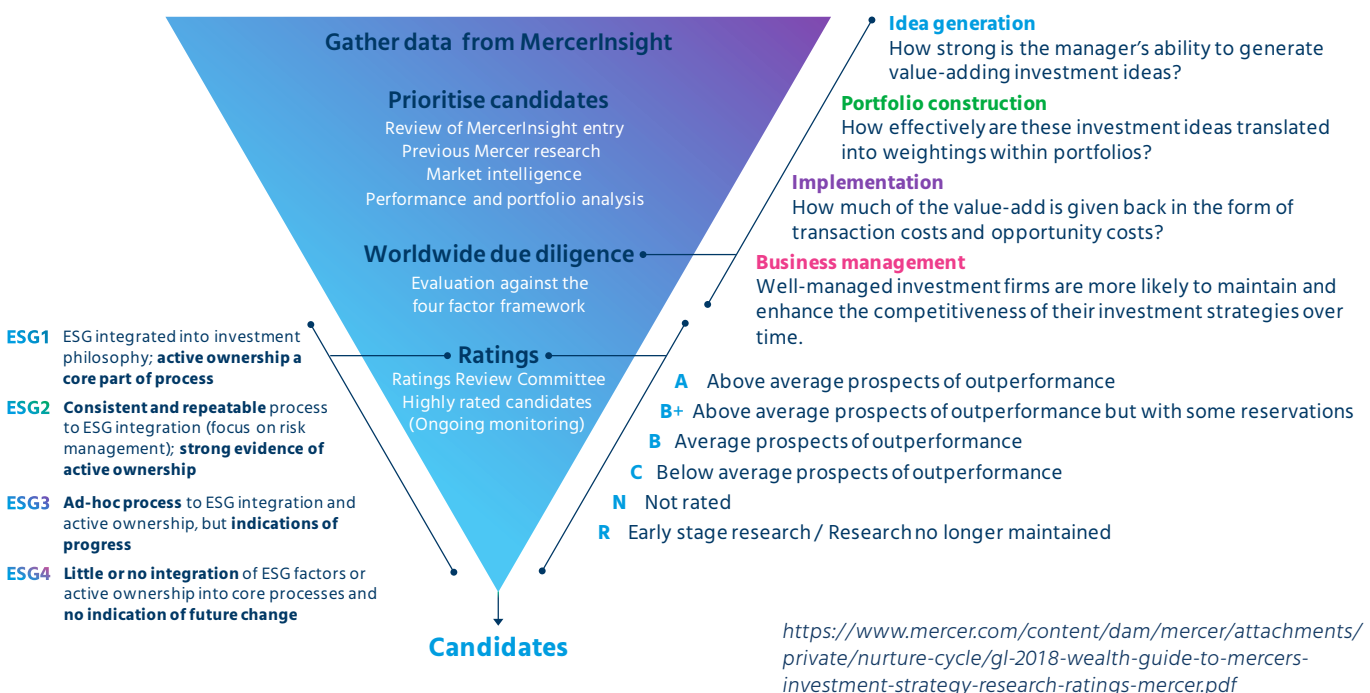 Gather data from MercerInsight
Prioritise candidates
Review of MercerInsight entry
Previous Mercer research
Market intelligence
Performance and portfolio analysis
Worldwide due diligence
Evaluation against the
four factor framework
Ratings
Ratings Review Committee
Highly rated candidates
(Ongoing monitoring)
Candidates
Idea generation
How strong is the manager’s ability to generate
value-adding investment ideas?
Portfolio construction
How effectively are these investment ideas translated
into weightings within portfolios?
Implementation
How much of the value-add is given back in the form of
transaction costs and opportunity costs?
Business management
Well-managed investment firms are more likely to maintain and
enhance the competitiveness of their investment strategies over
time.
ESG1 ESG integrated into investment
philosophy; active ownership a
core part of process
ESG2 Consistent and repeatable process
to ESG integration (focus on risk
management); strong evidence of
active ownership
ESG3 Ad-hoc process to ESG integration and
active ownership, but indications of
progress
ESG4 Little or no integration of ESG factors or
active ownership into core processes and
no indication of future change
A Above average prospects of outperformance
B+ Above average prospects of outperformance but with some reservations
B Average prospects of outperformance
C Below average prospects of outperformance
N Not rated
R Early stage research / Research no longer maintained
https://www.mercer.com/content/dam/mercer/attachments/
private/nurture-cycle/gl-2018-wealth-guide-to-mercers-
investment-strategy-research-ratings-mercer.pdf